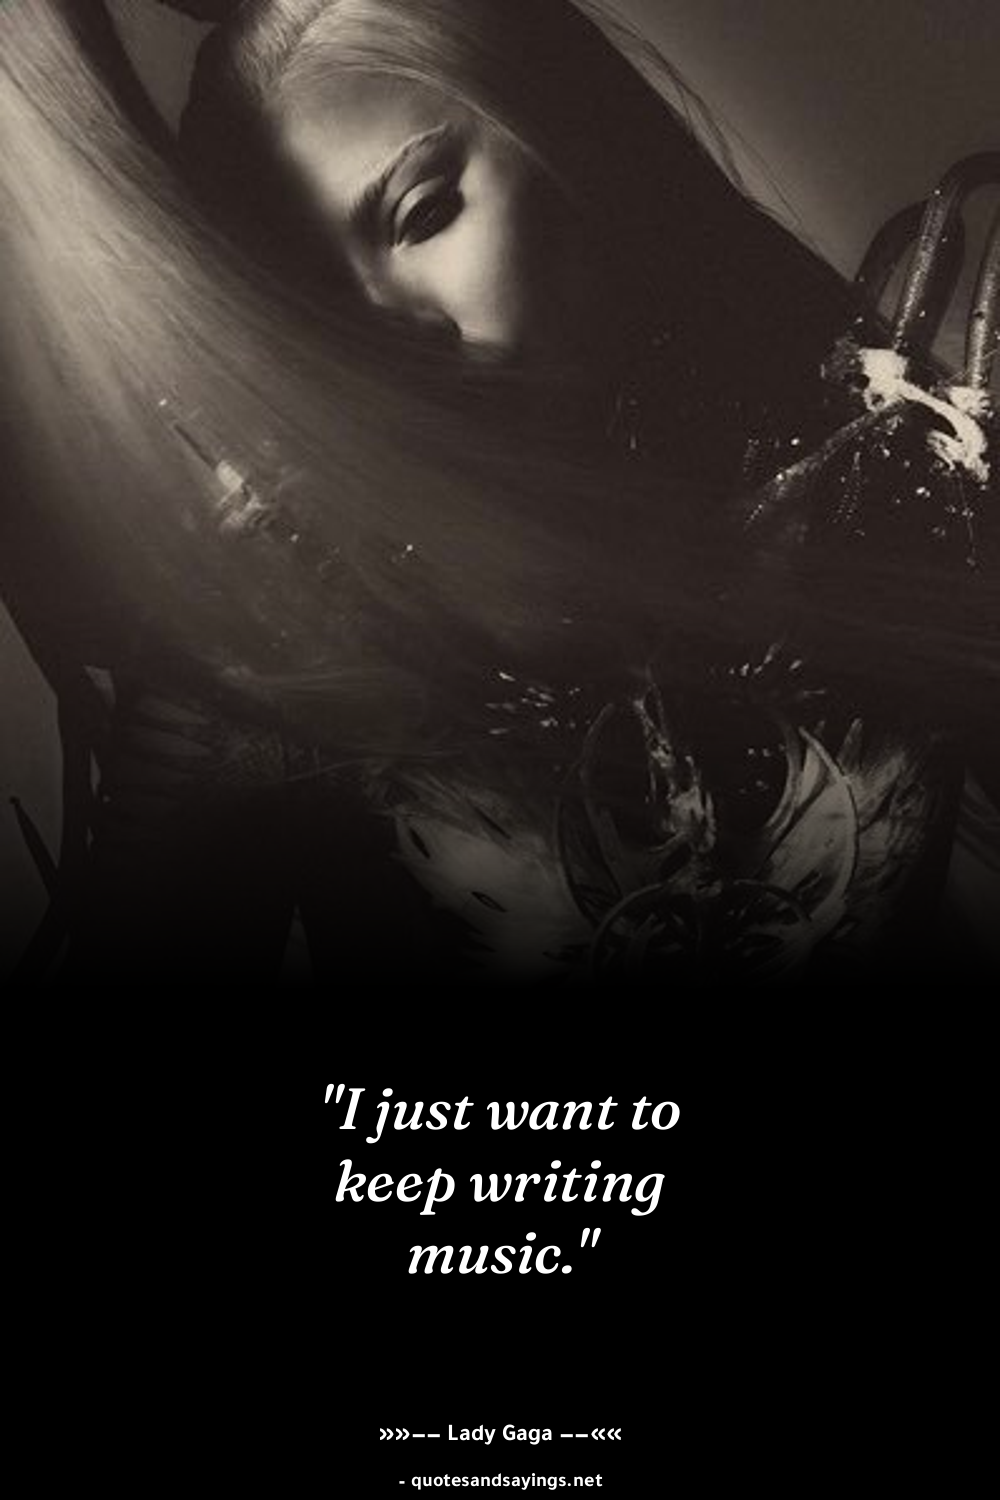 "I just want to
keep writing
music."
»»–– Lady Gaga ––««
- quotesandsayings.net